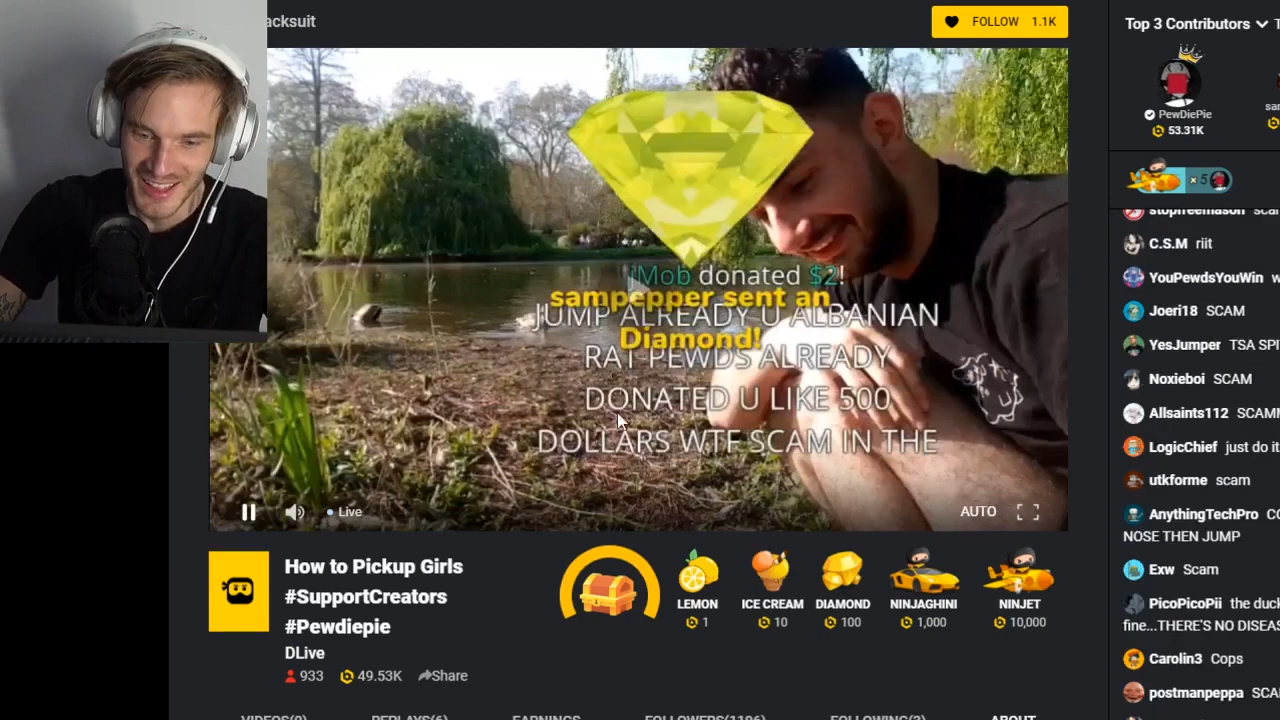 acksuit
FOLLOW 1.1K
Top 3 Contributors
PewDiePie
53.31K
× 5
iMob donated $2!
sampepper sent an
Diamond!
JUMP ALREADY U ALBANIAN
RAT PEWDS ALREADY
DONATED U LIKE 500
DOLLARS WTF SCAM IN THE
Live
AUTO
How to Pickup Girls
#SupportCreators
#Pewdiepie
DLive
933 49.53K Share
LEMON
1
ICE CREAM
10
DIAMOND
100
NINJAGHINI
1,000
NINJET
10,000
VIDEOS(0) REPLAYS(6) EARNINGS FOLLOWERS(1106) FOLLOWING(3) ABOUT
stopfreemason
C.S.M riit
YouPewdsYouWin
Joeri18 SCAM
YesJumper TSA SPI
Noxieboi SCAM
Allsaints112 SCAM
LogicChief just do i
utkforme scam
AnythingTechPro
NOSE THEN JUMP
Exw Scam
PicoPicoPii the duc
fine...THERE'S NO DISEA
Carolin3 Cops
postmanpeppa SCA